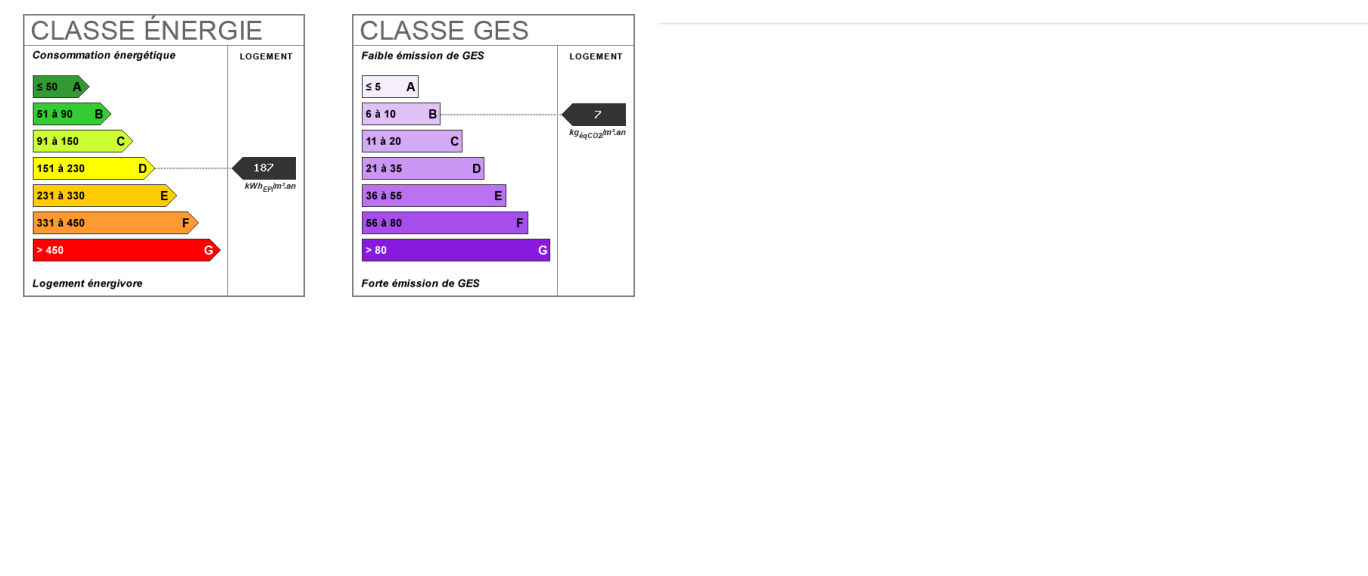 CLASSE ÉNERGIE
Consommation énergétique
LOGEMENT
≤ 50 A
51 à 90 B
91 à 150 C
151 à 230 D
187
kWhEP/m².an
231 à 330 E
331 à 450 F
> 450 G
Logement énergivore
CLASSE GES
Faible émission de GES
LOGEMENT
≤ 5 A
6 à 10 B
7
kgéqCO2/m².an
11 à 20 C
21 à 35 D
36 à 55 E
56 à 80 F
> 80 G
Forte émission de GES